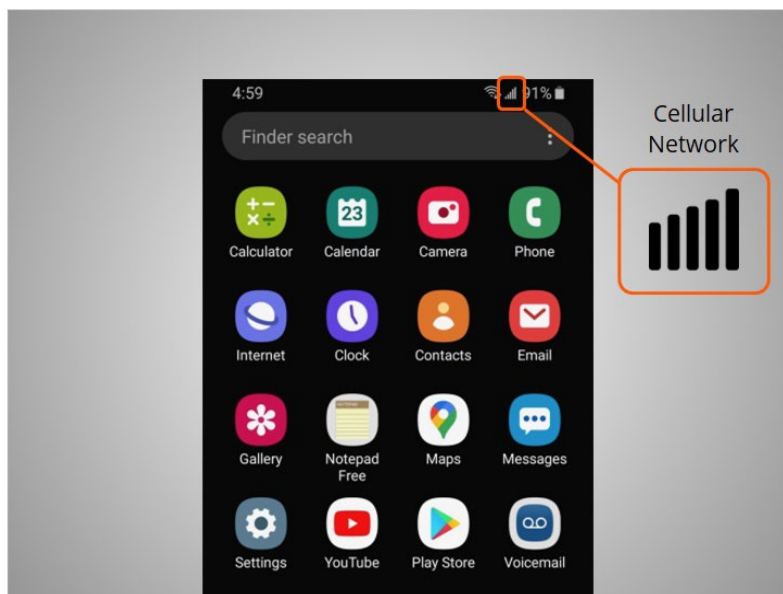 4:59
91%
Finder search
Cellular
Network
23
Calculator
Calendar
Camera
Phone
Internet
Clock
Contacts
Email
Gallery
Notepad
Free
Maps
Messages
Settings
YouTube
Play Store
Voicemail